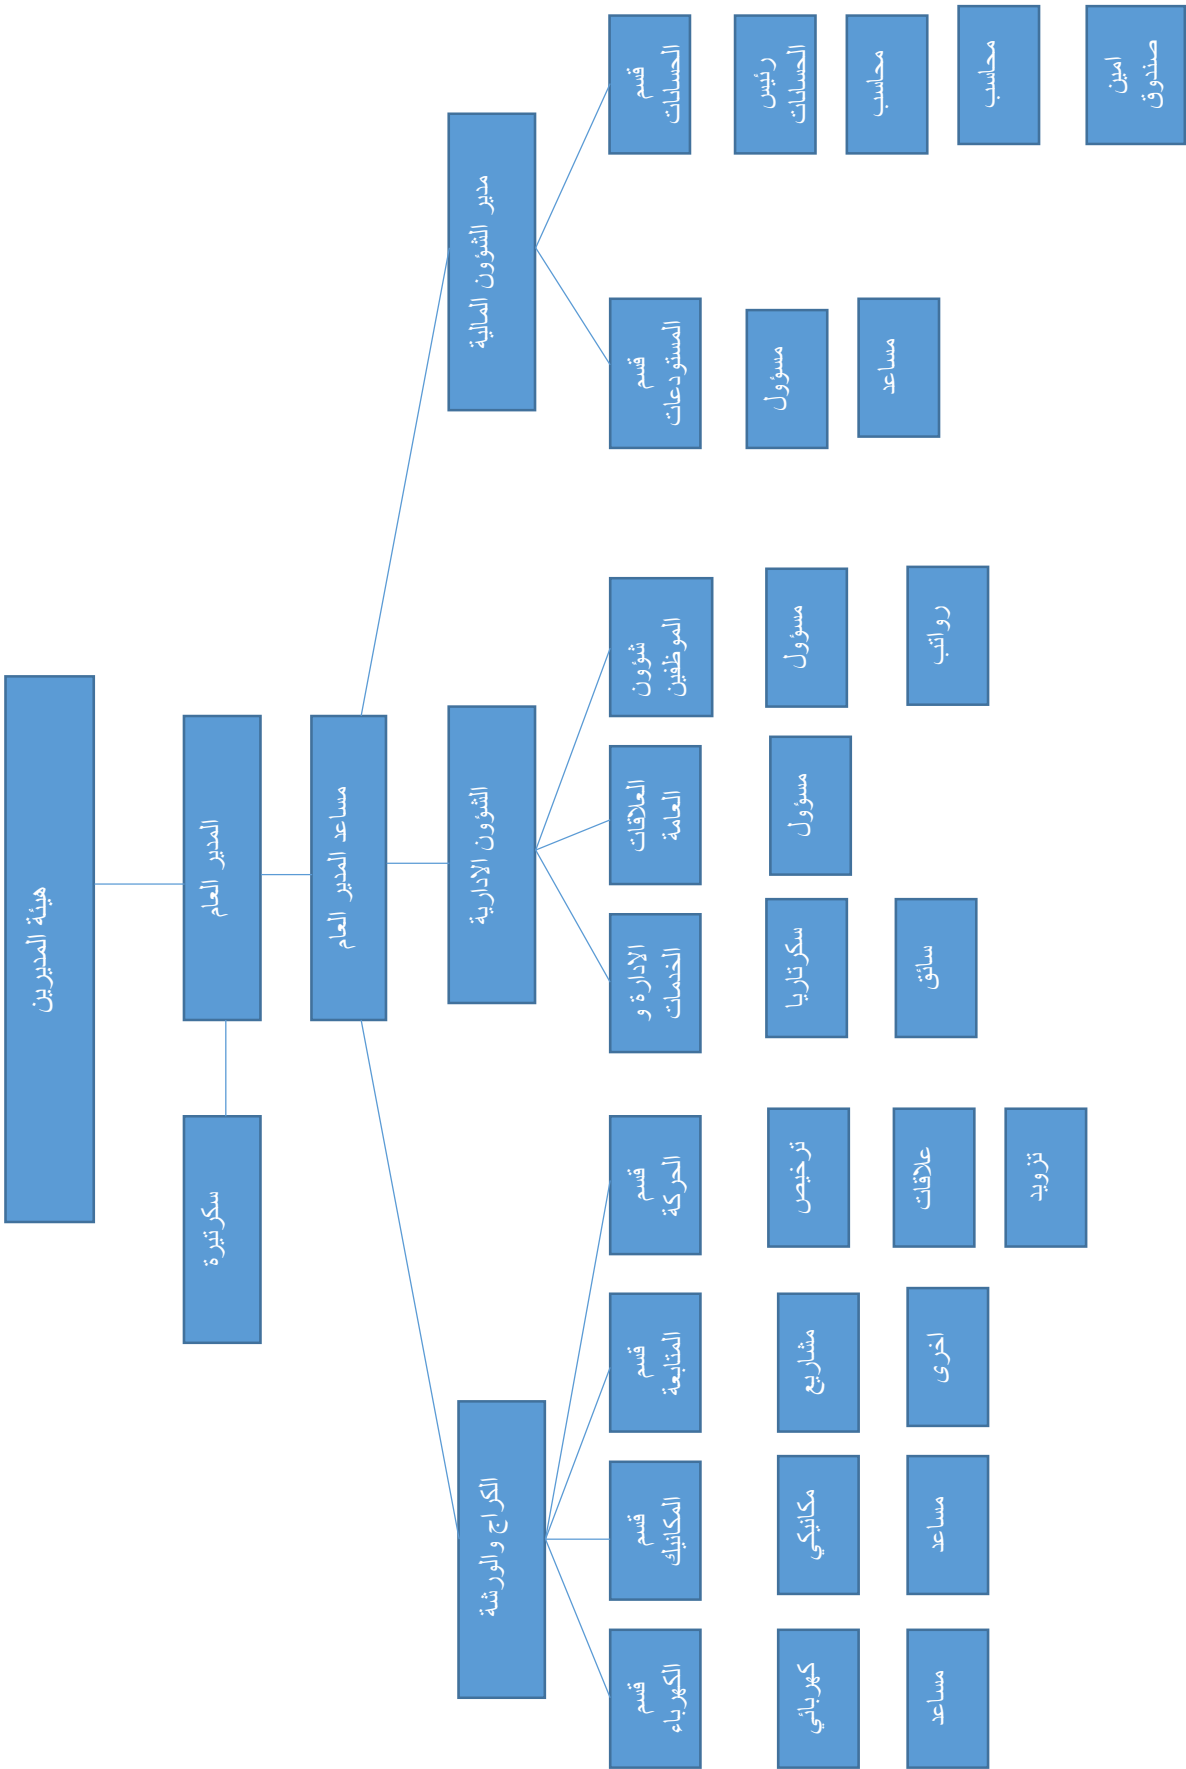 هيئة المديرين
المدير العام
سكرتيرة
مساعد المدير العام
مدير الشؤون المالية
الشؤون الادارية
الكراج والورشة
قسم
الحسابات
قسم
المستودعات
شؤون
الموظفين
العلاقات
العامة
الادارة و
الخدمات
قسم
الحركة
قسم
المتابعة
قسم
المكانيك
قسم
الكهرباء
رئيس
الحسابات
مسؤول
مسؤول
مسؤول
سكرتاريا
ترخيص
مشاريع
مكانيكي
كهربائي
محاسب
مساعد
رواتب
سائق
علاقات
اخرى
مساعد
مساعد
محاسب
تزويد
امين
صندوق